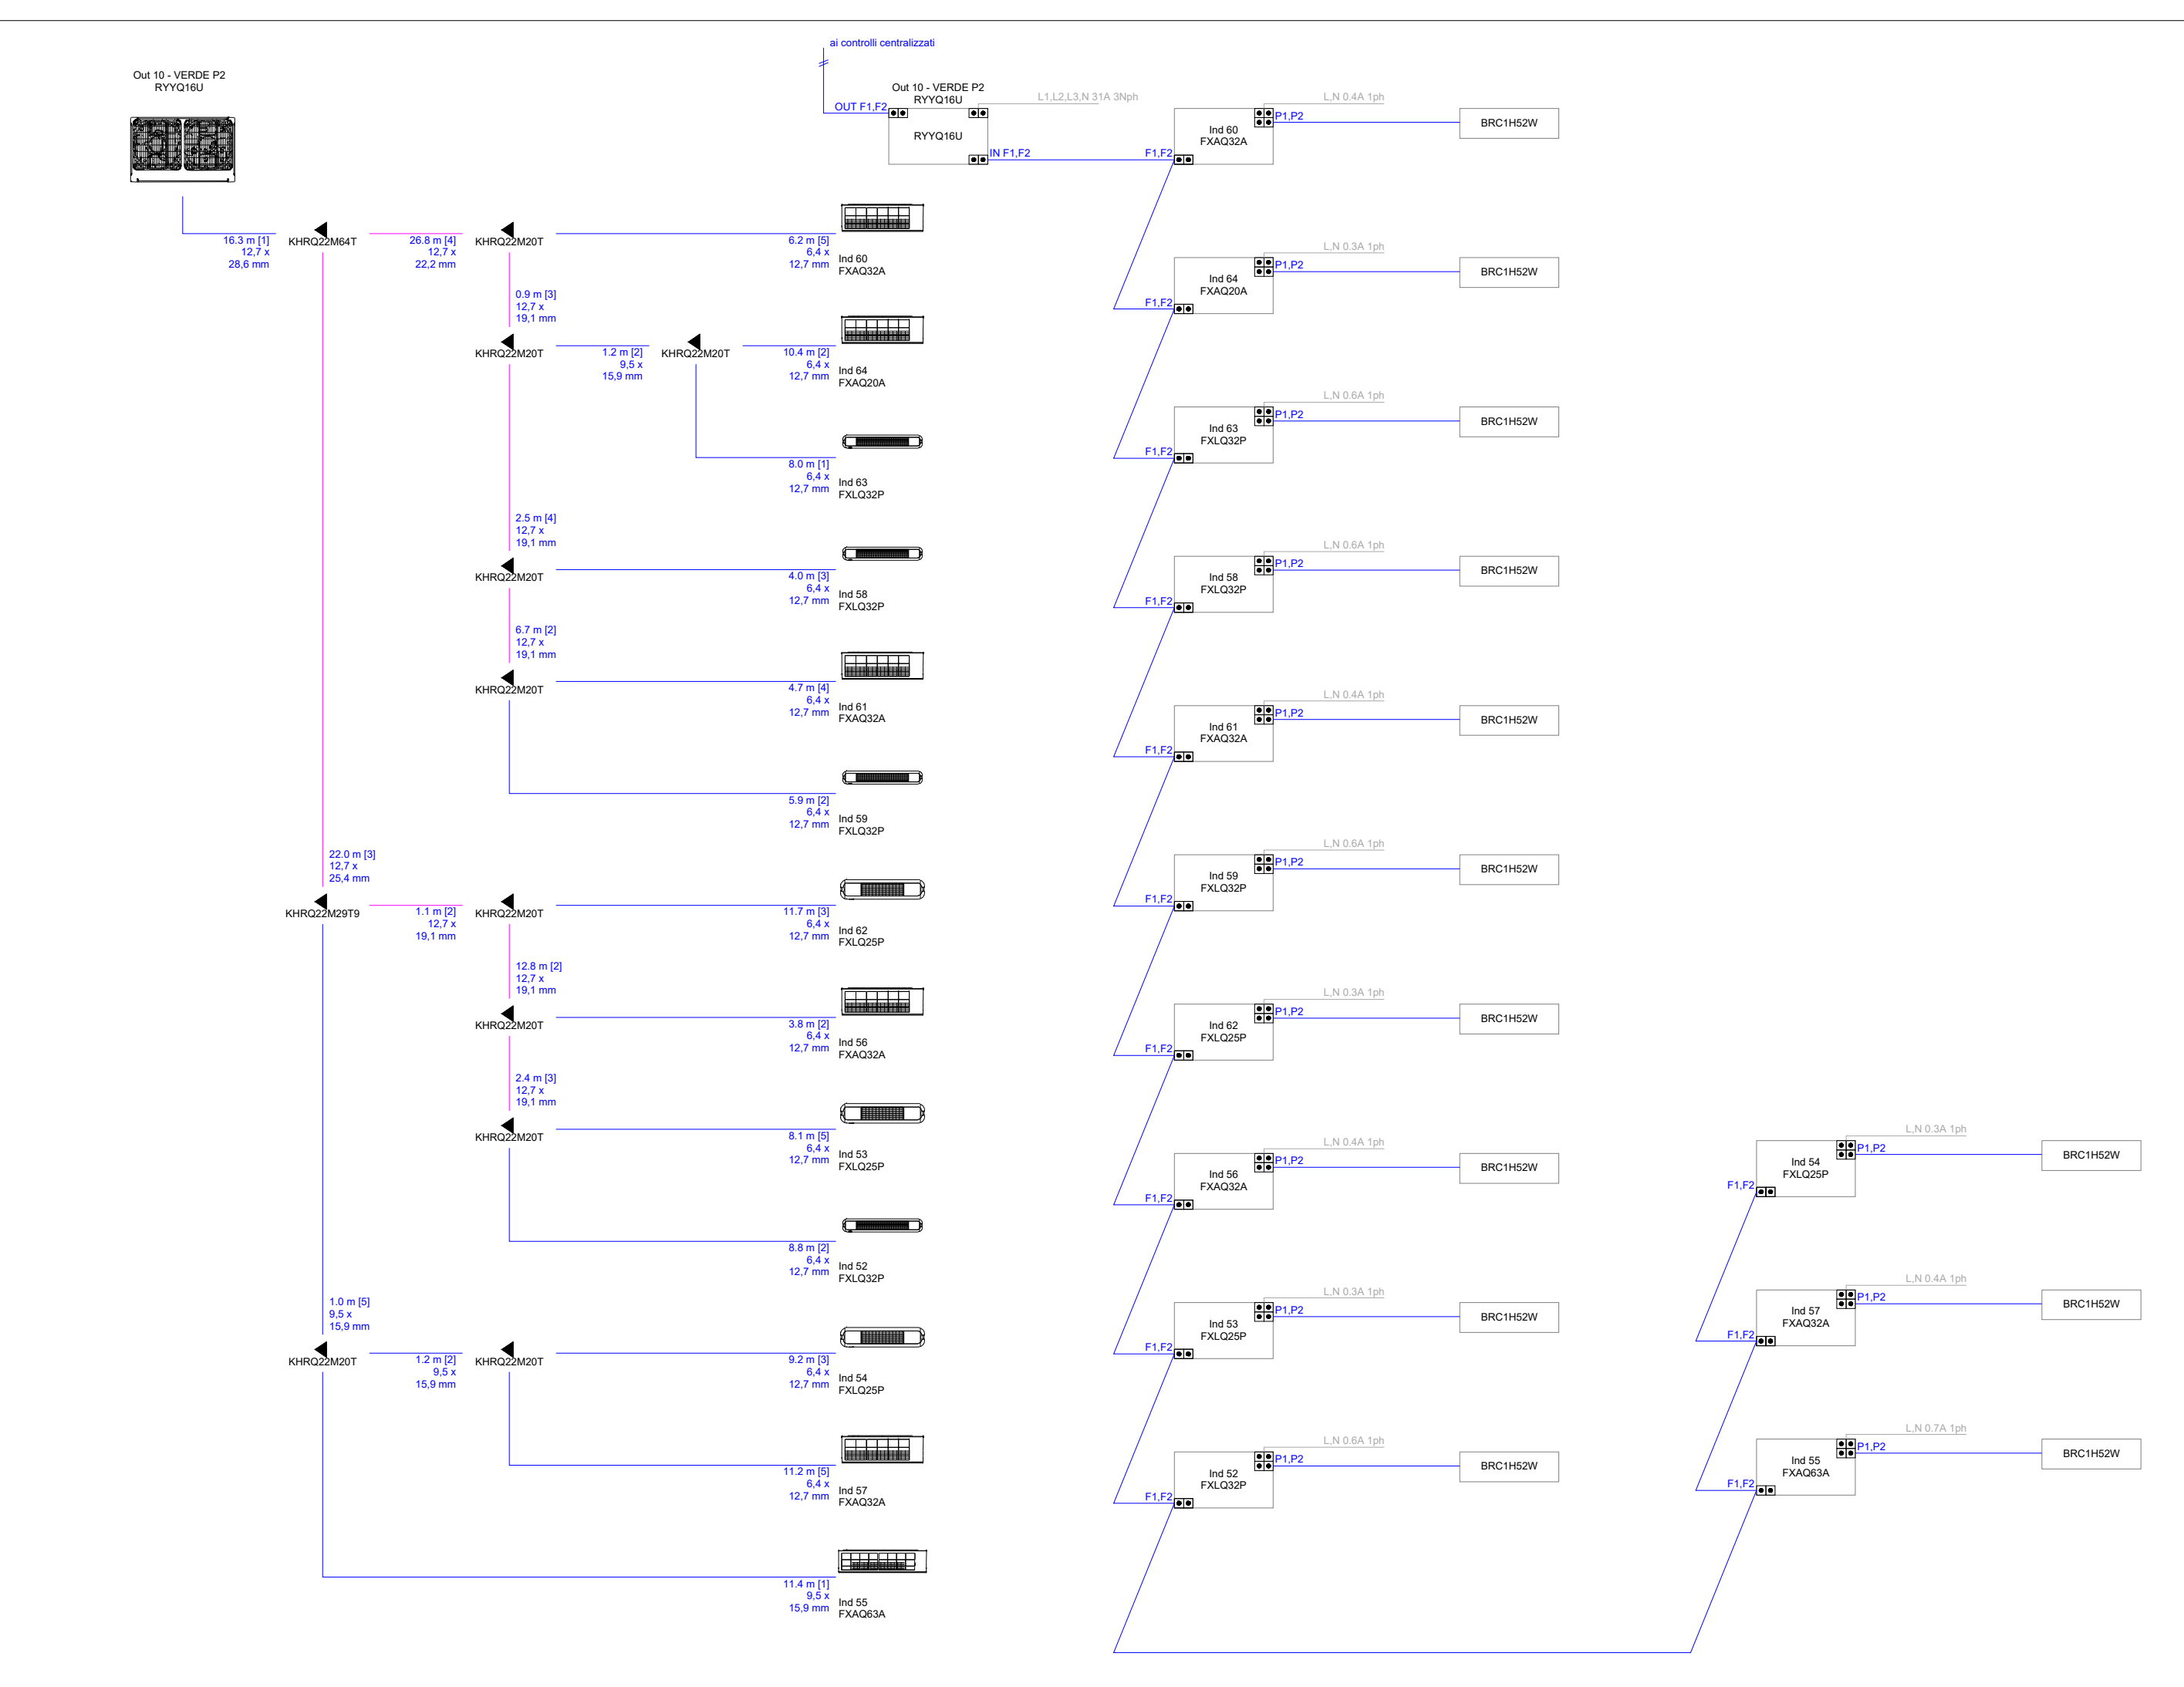 ai controlli centralizzati
Out 10 - VERDE P2
RYYQ16U
16.3 m [1]
12,7 x
28,6 mm
KHRQ22M64T
26.8 m [4]
12,7 x
22,2 mm
KHRQ22M20T
6.2 m [5]
6,4 x
12,7 mm
Ind 60
FXAQ32A
0.9 m [3]
12,7 x
19,1 mm
KHRQ22M20T
1.2 m [2]
9,5 x
15,9 mm
KHRQ22M20T
10.4 m [2]
6,4 x
12,7 mm
Ind 64
FXAQ20A
8.0 m [1]
6,4 x
12,7 mm
Ind 63
FXLQ32P
2.5 m [4]
12,7 x
19,1 mm
KHRQ22M20T
4.0 m [3]
6,4 x
12,7 mm
Ind 58
FXLQ32P
6.7 m [2]
12,7 x
19,1 mm
KHRQ22M20T
4.7 m [4]
6,4 x
12,7 mm
Ind 61
FXAQ32A
5.9 m [2]
6,4 x
12,7 mm
Ind 59
FXLQ32P
22.0 m [3]
12,7 x
25,4 mm
KHRQ22M29T9
1.1 m [2]
12,7 x
19,1 mm
KHRQ22M20T
11.7 m [3]
6,4 x
12,7 mm
Ind 62
FXLQ25P
12.8 m [2]
12,7 x
19,1 mm
KHRQ22M20T
3.8 m [2]
6,4 x
12,7 mm
Ind 56
FXAQ32A
2.4 m [3]
12,7 x
19,1 mm
KHRQ22M20T
8.1 m [5]
6,4 x
12,7 mm
Ind 53
FXLQ25P
8.8 m [2]
6,4 x
12,7 mm
Ind 52
FXLQ32P
1.0 m [5]
9,5 x
15,9 mm
KHRQ22M20T
1.2 m [2]
9,5 x
15,9 mm
KHRQ22M20T
9.2 m [3]
6,4 x
12,7 mm
Ind 54
FXLQ25P
11.2 m [5]
6,4 x
12,7 mm
Ind 57
FXAQ32A
11.4 m [1]
9,5 x
15,9 mm
Ind 55
FXAQ63A
Out 10 - VERDE P2
RYYQ16U
L1,L2,L3,N 31A 3Nph
OUT F1,F2
RYYQ16U
IN F1,F2
L,N 0.4A 1ph
P1,P2
BRC1H52W
Ind 60
FXAQ32A
F1,F2
L,N 0.3A 1ph
P1,P2
BRC1H52W
Ind 64
FXAQ20A
F1,F2
L,N 0.6A 1ph
P1,P2
BRC1H52W
Ind 63
FXLQ32P
F1,F2
L,N 0.6A 1ph
P1,P2
BRC1H52W
Ind 58
FXLQ32P
F1,F2
L,N 0.4A 1ph
P1,P2
BRC1H52W
Ind 61
FXAQ32A
F1,F2
L,N 0.6A 1ph
P1,P2
BRC1H52W
Ind 59
FXLQ32P
F1,F2
L,N 0.3A 1ph
P1,P2
BRC1H52W
Ind 62
FXLQ25P
F1,F2
L,N 0.4A 1ph
P1,P2
BRC1H52W
Ind 56
FXAQ32A
F1,F2
L,N 0.3A 1ph
P1,P2
BRC1H52W
Ind 53
FXLQ25P
F1,F2
L,N 0.6A 1ph
P1,P2
BRC1H52W
Ind 52
FXLQ32P
F1,F2
L,N 0.3A 1ph
P1,P2
BRC1H52W
Ind 54
FXLQ25P
F1,F2
L,N 0.4A 1ph
P1,P2
BRC1H52W
Ind 57
FXAQ32A
F1,F2
L,N 0.7A 1ph
P1,P2
BRC1H52W
Ind 55
FXAQ63A
F1,F2